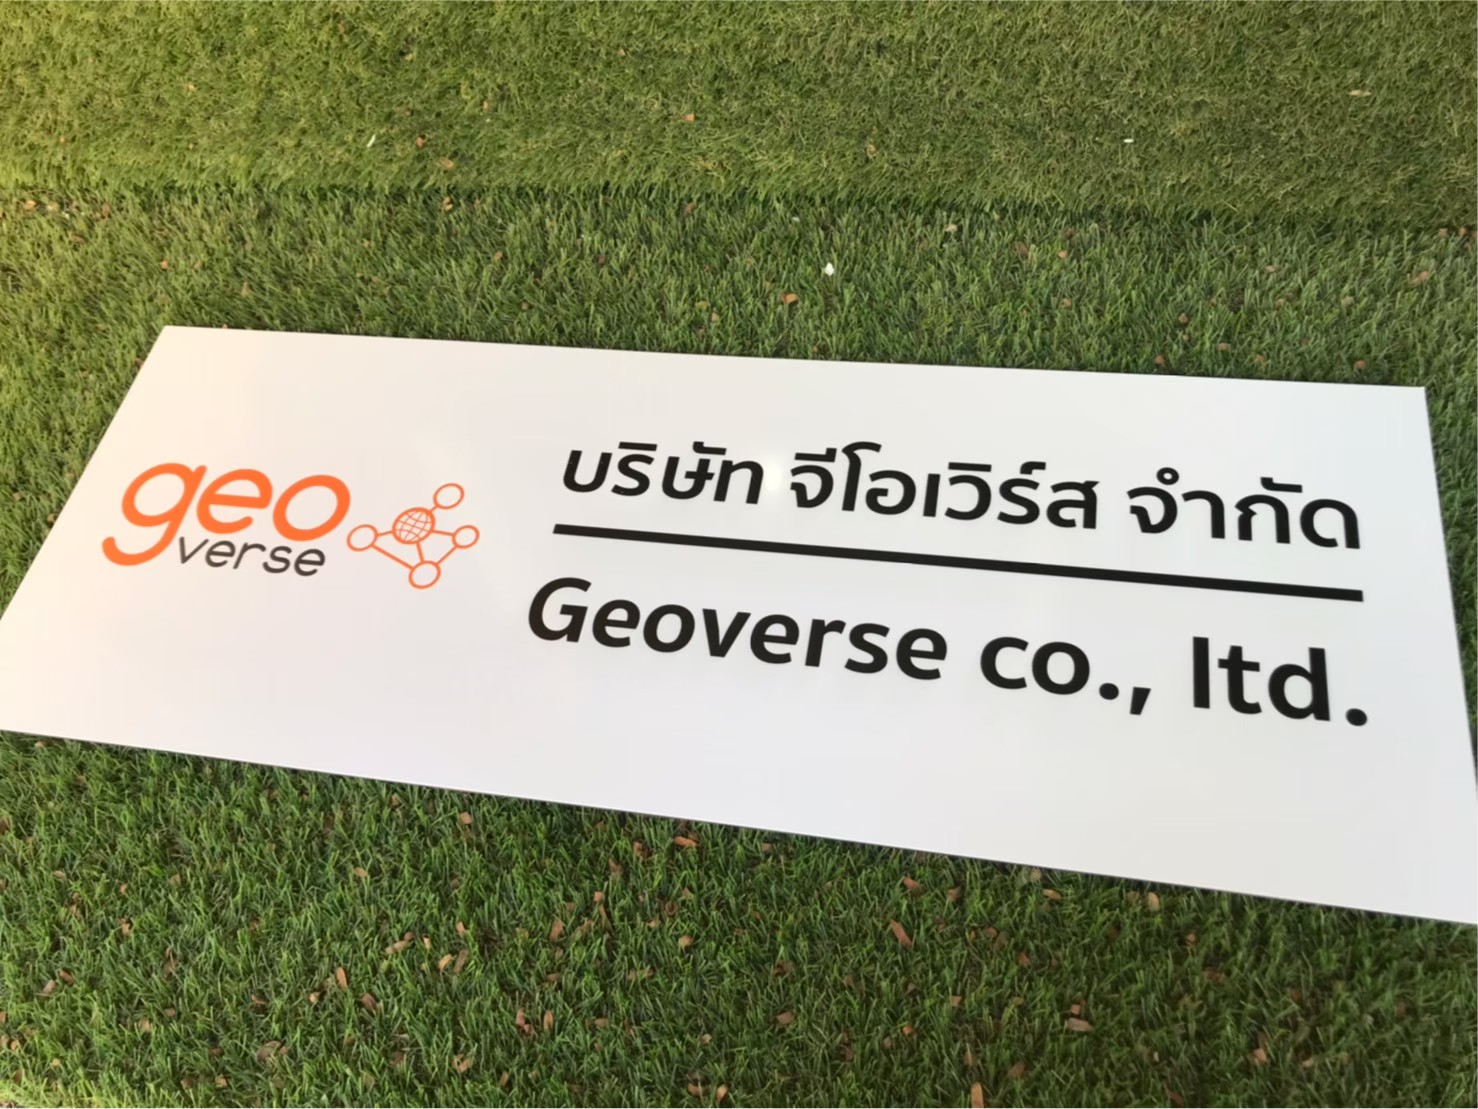 geo
verse
บริษัท จีโอเวิร์ส จำกัด
Geoverse co., ltd.